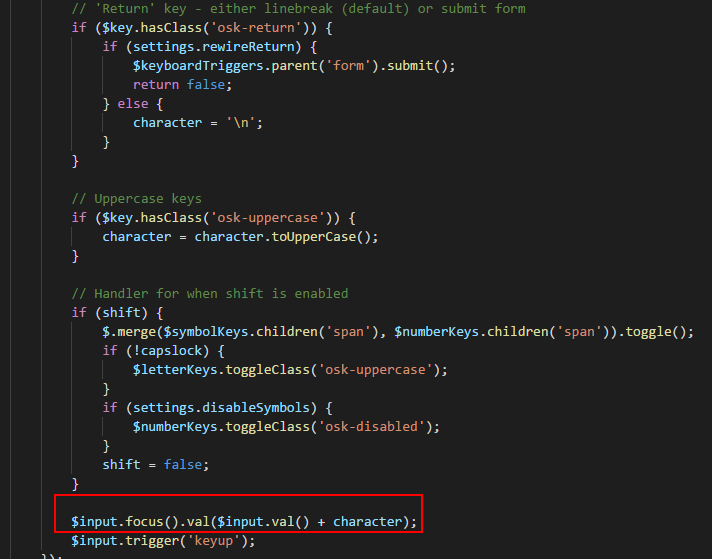 // 'Return' key - either linebreak (default) or submit form
if ($key.hasClass('osk-return')) {
if (settings.rewireReturn) {
$keyboardTriggers.parent('form').submit();
return false;
} else {
character = '\n';
}
}
// Uppercase keys
if ($key.hasClass('osk-uppercase')) {
character = character.toUpperCase();
}
// Handler for when shift is enabled
if (shift) {
$.merge($symbolKeys.children('span'), $numberKeys.children('span')).toggle();
if (!capslock) {
$letterKeys.toggleClass('osk-uppercase');
}
if (settings.disableSymbols) {
$numberKeys.toggleClass('osk-disabled');
}
shift = false;
}
$input.focus().val($input.val() + character);
$input.trigger('keyup');
});